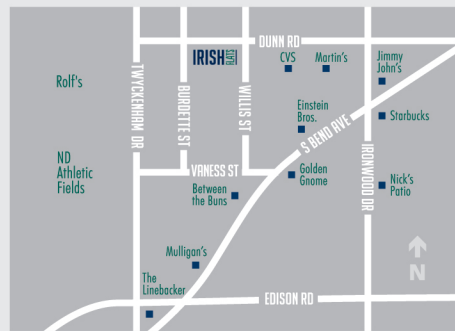 DUNN RD
IRISH
FLATS
CVS
Martin's
Jimmy
John's
Rolf's
TWYCKENHAM DR
BURDETTE ST
WILLIS ST
Einstein
Bros.
Starbucks
S BEND AVE
IRONWOOD DR
ND
Athletic
Fields
VANESS ST
Golden
Gnome
Between
the Buns
Nick's
Patio
Mulligan's
N
The
Linebacker
EDISON RD